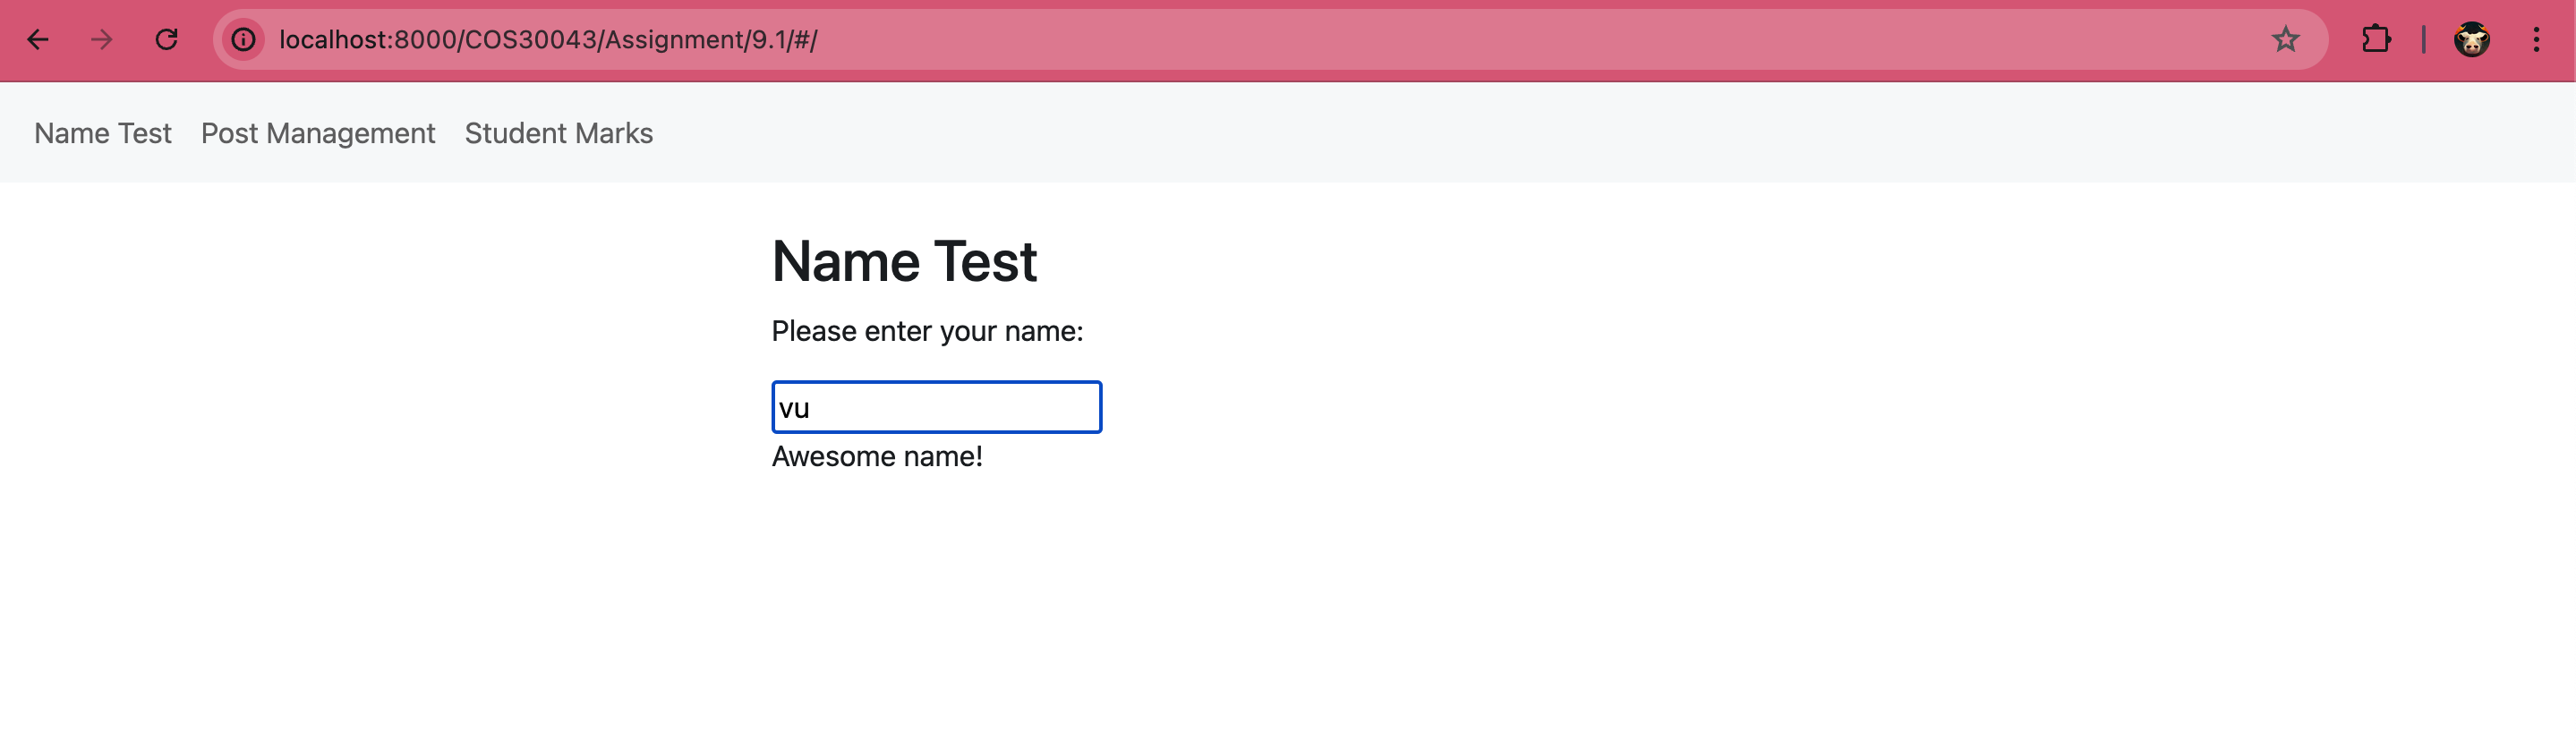 localhost:8000/COS30043/Assignment/9.1/#/
Name Test Post Management Student Marks
Name Test
Please enter your name:
vu
Awesome name!